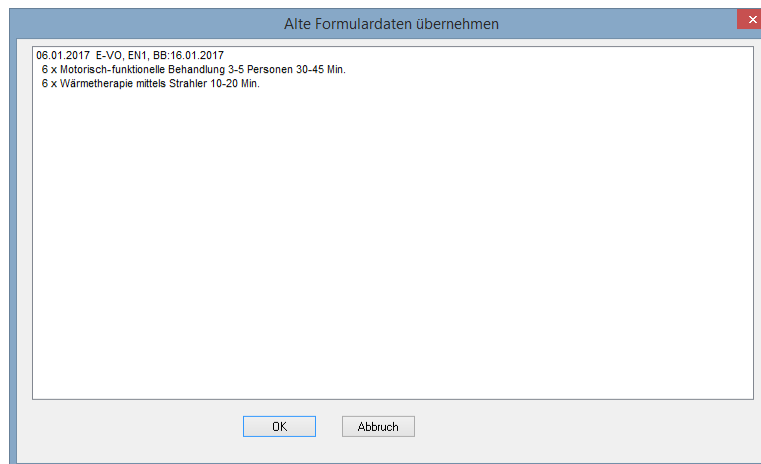 Alte Formulardaten übernehmen
06.01.2017 E-VO, EN1, BB:16.01.2017
6 x Motorisch-funktionelle Behandlung 3-5 Personen 30-45 Min.
6 x Wärmetherapie mittels Strahler 10-20 Min.
OK Abbruch